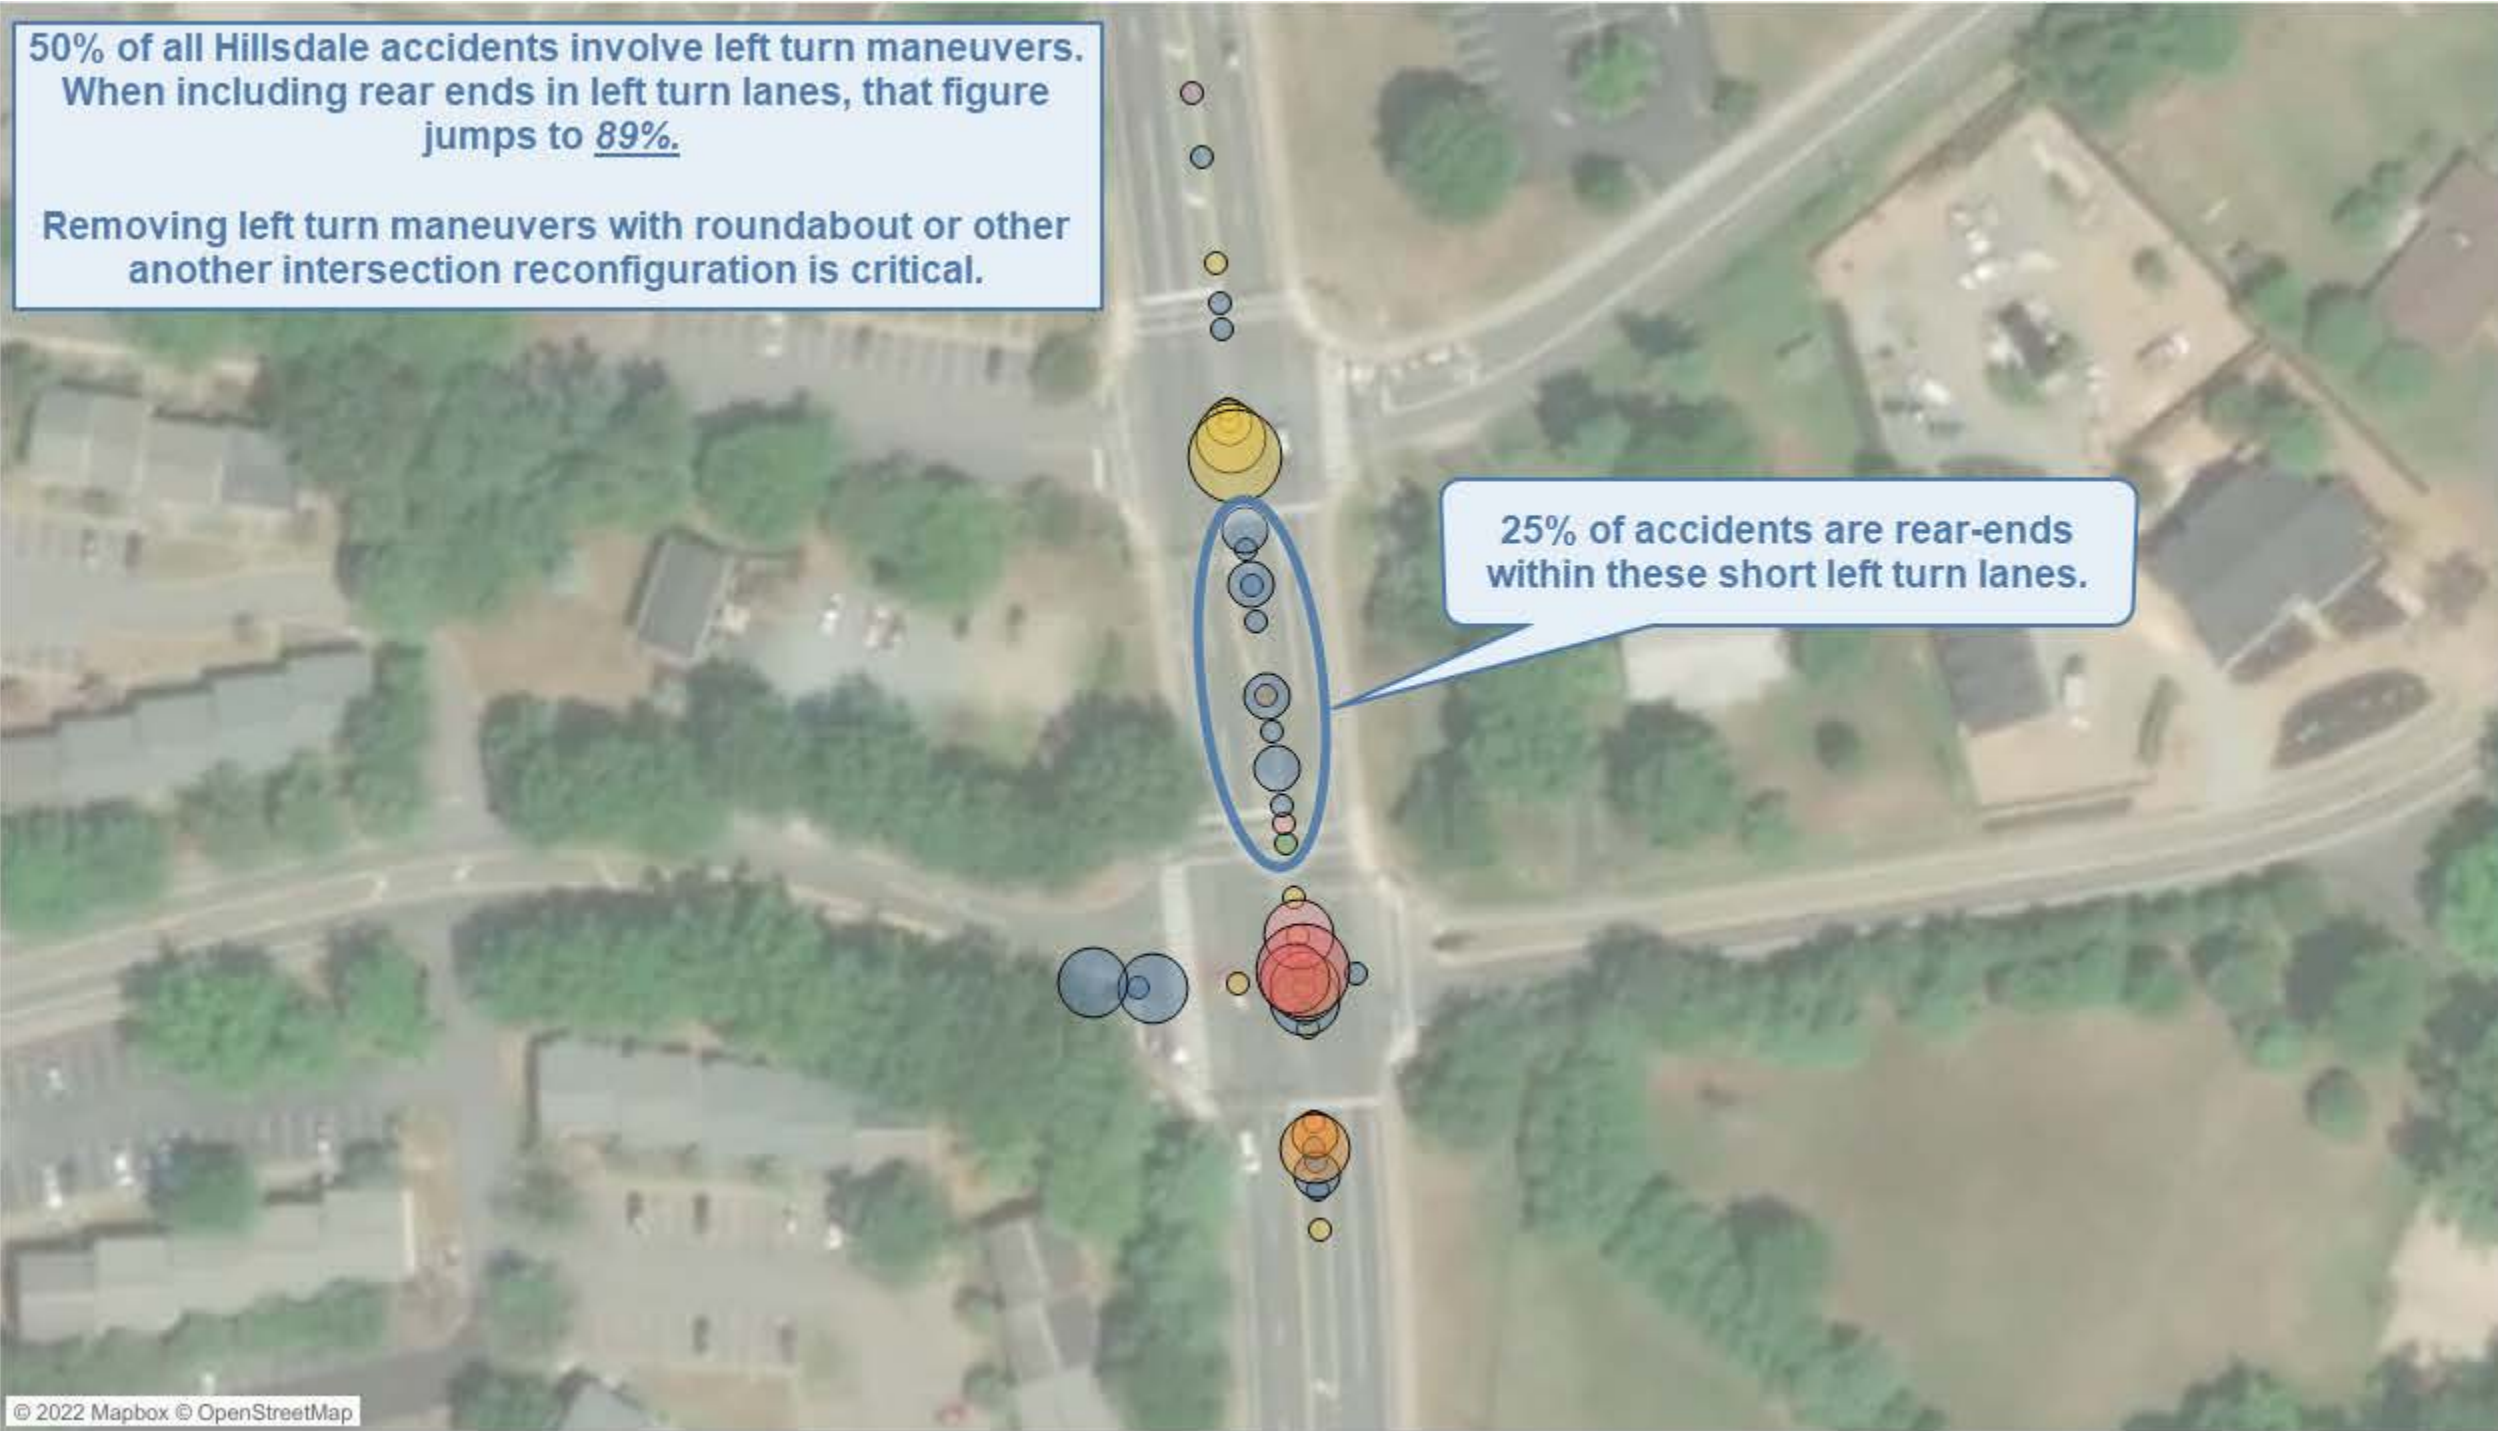 50% of all Hillsdale accidents involve left turn maneuvers.
When including rear ends in left turn lanes, that figure
jumps to 89%.
Removing left turn maneuvers with roundabout or other
another intersection reconfiguration is critical.
25% of accidents are rear-ends
within these short left turn lanes.
© 2022 Mapbox © OpenStreetMap